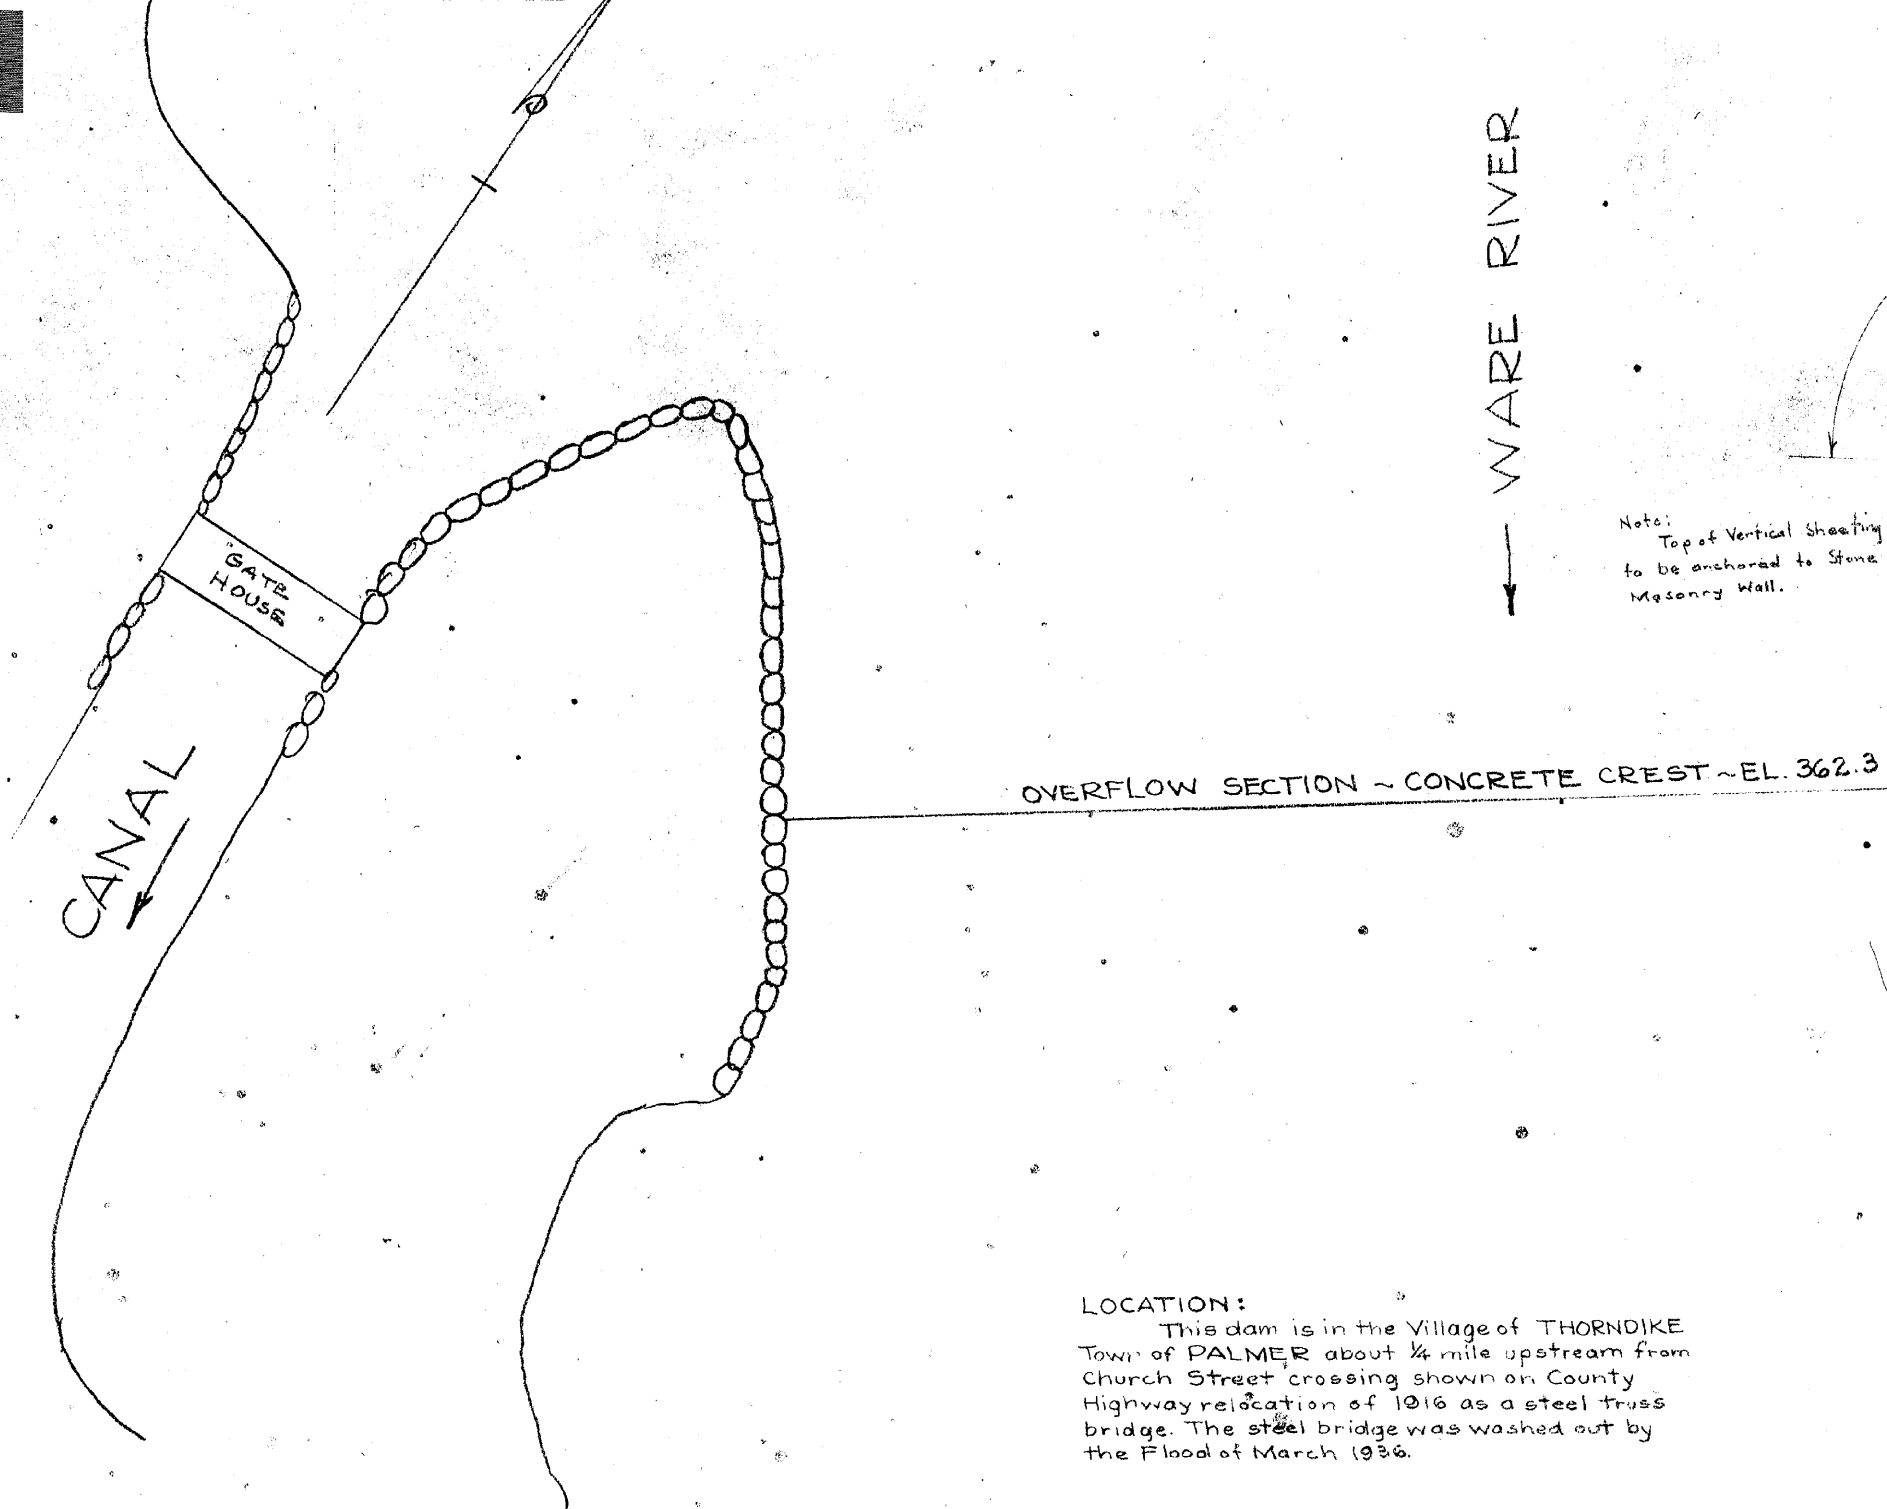 WARE RIVER
Note:
Top of Vertical Sheeting
to be anchored to Stone
Masonry Wall.
GATE
HOUSE
CANAL
OVERFLOW SECTION ~ CONCRETE CREST ~ EL. 362.3
LOCATION:
This dam is in the Village of THORNDIKE
Town of PALMER about ¼ mile upstream from
Church Street crossing shown on County
Highway relocation of 1916 as a steel truss
bridge. The steel bridge was washed out by
the Flood of March 1936.